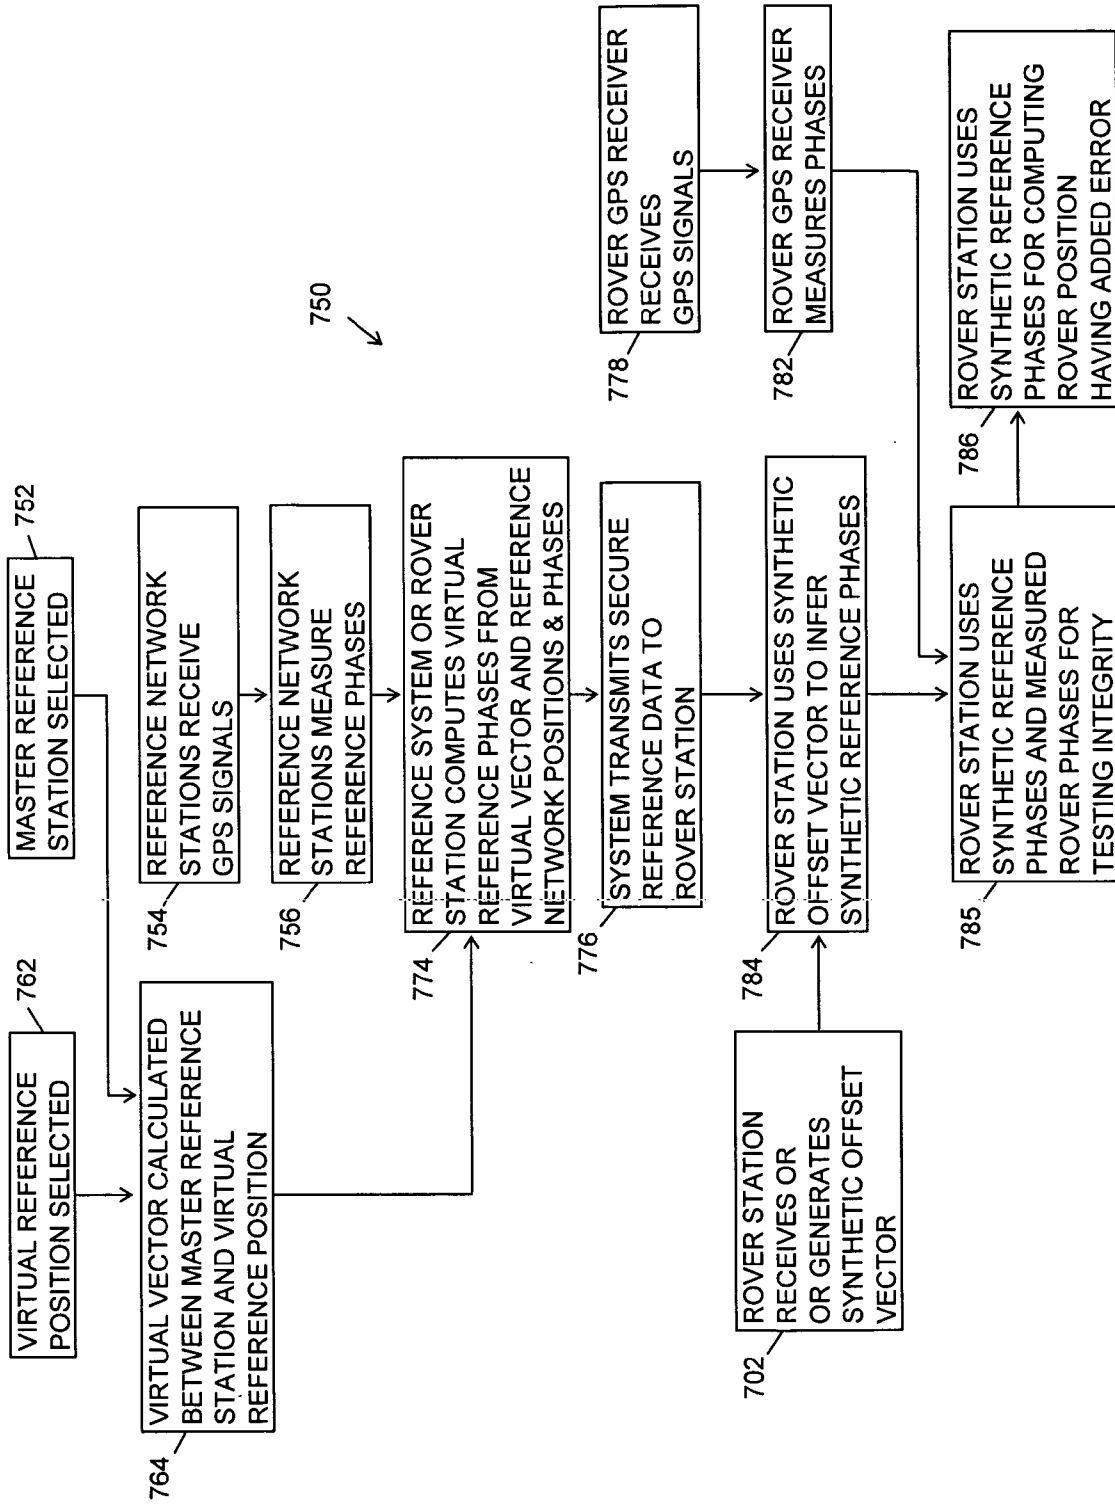 762
VIRTUAL REFERENCE
POSITION SELECTED
752
MASTER REFERENCE
STATION SELECTED
764
VIRTUAL VECTOR CALCULATED
BETWEEN MASTER REFERENCE
STATION AND VIRTUAL
REFERENCE POSITION
754
REFERENCE NETWORK
STATIONS RECEIVE
GPS SIGNALS
756
REFERENCE NETWORK
STATIONS MEASURE
REFERENCE PHASES
750
774
REFERENCE SYSTEM OR ROVER
STATION COMPUTES VIRTUAL
REFERENCE PHASES FROM
VIRTUAL VECTOR AND REFERENCE
NETWORK POSITIONS & PHASES
776
SYSTEM TRANSMITS SECURE
REFERENCE DATA TO
ROVER STATION
778
ROVER GPS RECEIVER
RECEIVES
GPS SIGNALS
702
ROVER STATION
RECEIVES OR
OR GENERATES
SYNTHETIC OFFSET
VECTOR
784
ROVER STATION USES SYNTHETIC
OFFSET VECTOR TO INFER
SYNTHETIC REFERENCE PHASES
782
ROVER GPS RECEIVER
MEASURES PHASES
785
ROVER STATION USES
SYNTHETIC REFERENCE
PHASES AND MEASURED
ROVER PHASES FOR
TESTING INTEGRITY
786
ROVER STATION USES
SYNTHETIC REFERENCE
PHASES FOR COMPUTING
ROVER POSITION
HAVING ADDED ERROR